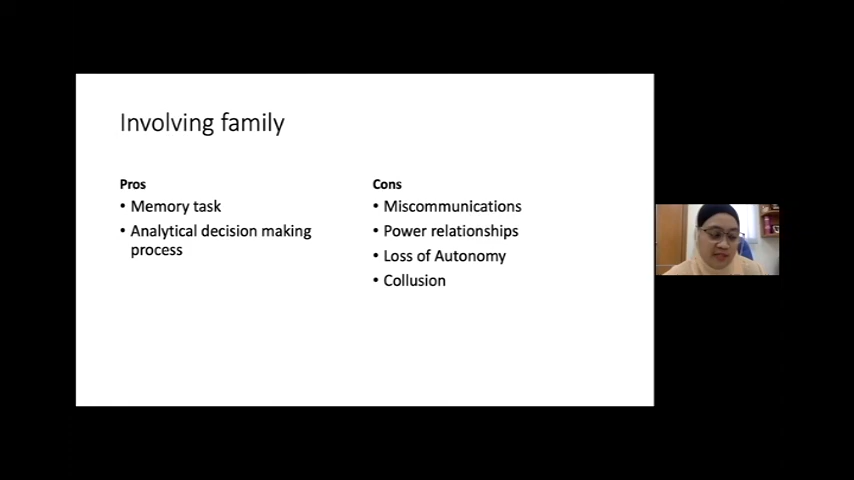 Involving family
Pros
• Memory task
• Analytical decision making
process
Cons
• Miscommunications
• Power relationships
• Loss of Autonomy
• Collusion